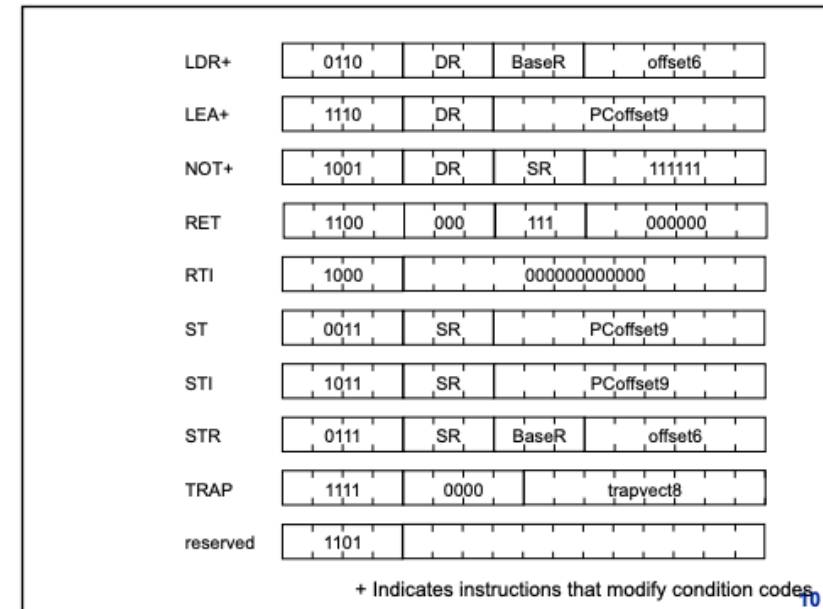 LDR+ 0110 DR BaseR offset6
LEA+ 1110 DR PCoffset9
NOT+ 1001 DR SR 111111
RET 1100 000 111 000000
RTI 1000 000000000000
ST 0011 SR PCoffset9
STI 1011 SR PCoffset9
STR 0111 SR BaseR offset6
TRAP 1111 0000 trapvect8
reserved 1101
+ Indicates instructions that modify condition codes
10